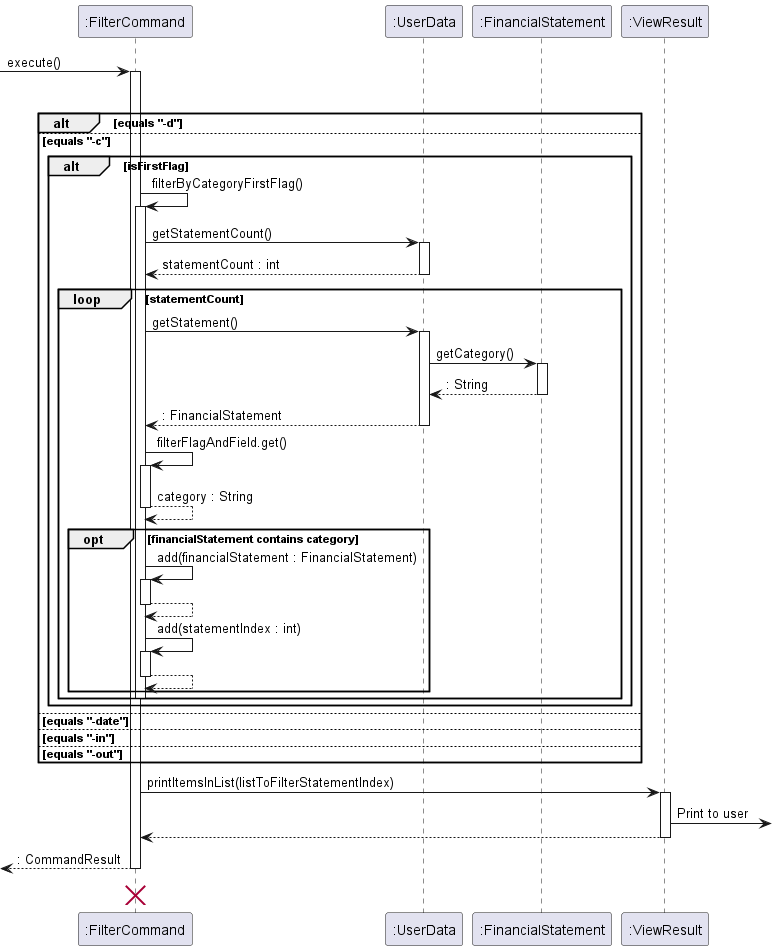 :FilterCommand :UserData :FinancialStatement :ViewResult
execute()
alt [equals "-d"]
[equals "-c"]
alt [isFirstFlag]
filterByCategoryFirstFlag()
getStatementCount()
statementCount : int
loop [statementCount]
getStatement()
getCategory()
: String
: FinancialStatement
filterFlagAndField.get()
category : String
opt [financialStatement contains category]
add(financialStatement : FinancialStatement)
add(statementIndex : int)
[equals "-date"]
[equals "-in"]
[equals "-out"]
printItemsInList(listToFilterStatementIndex)
Print to user
: CommandResult
:FilterCommand :UserData :FinancialStatement :ViewResult